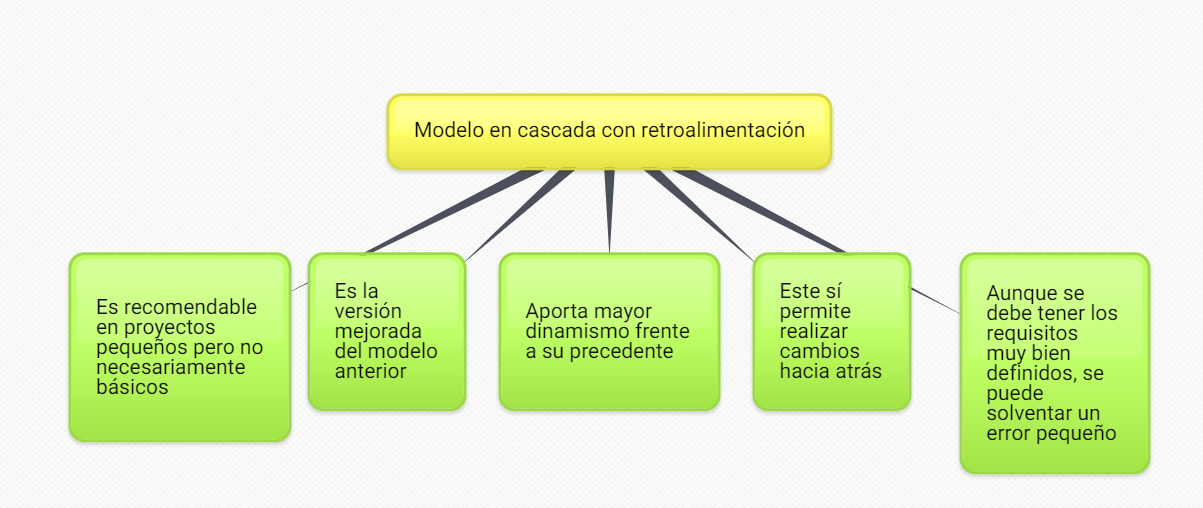 Modelo en cascada con retroalimentación
Es recomendable
en proyectos
pequeños pero no
necesariamente
básicos
Es la
versión
mejorada
del modelo
anterior
Aporta mayor
dinamismo frente
a su precedente
Este sí
permite
realizar
cambios
hacia atrás
Aunque se
debe tener los
requisitos
muy bien
definidos, se
puede
solventar un
error pequeño